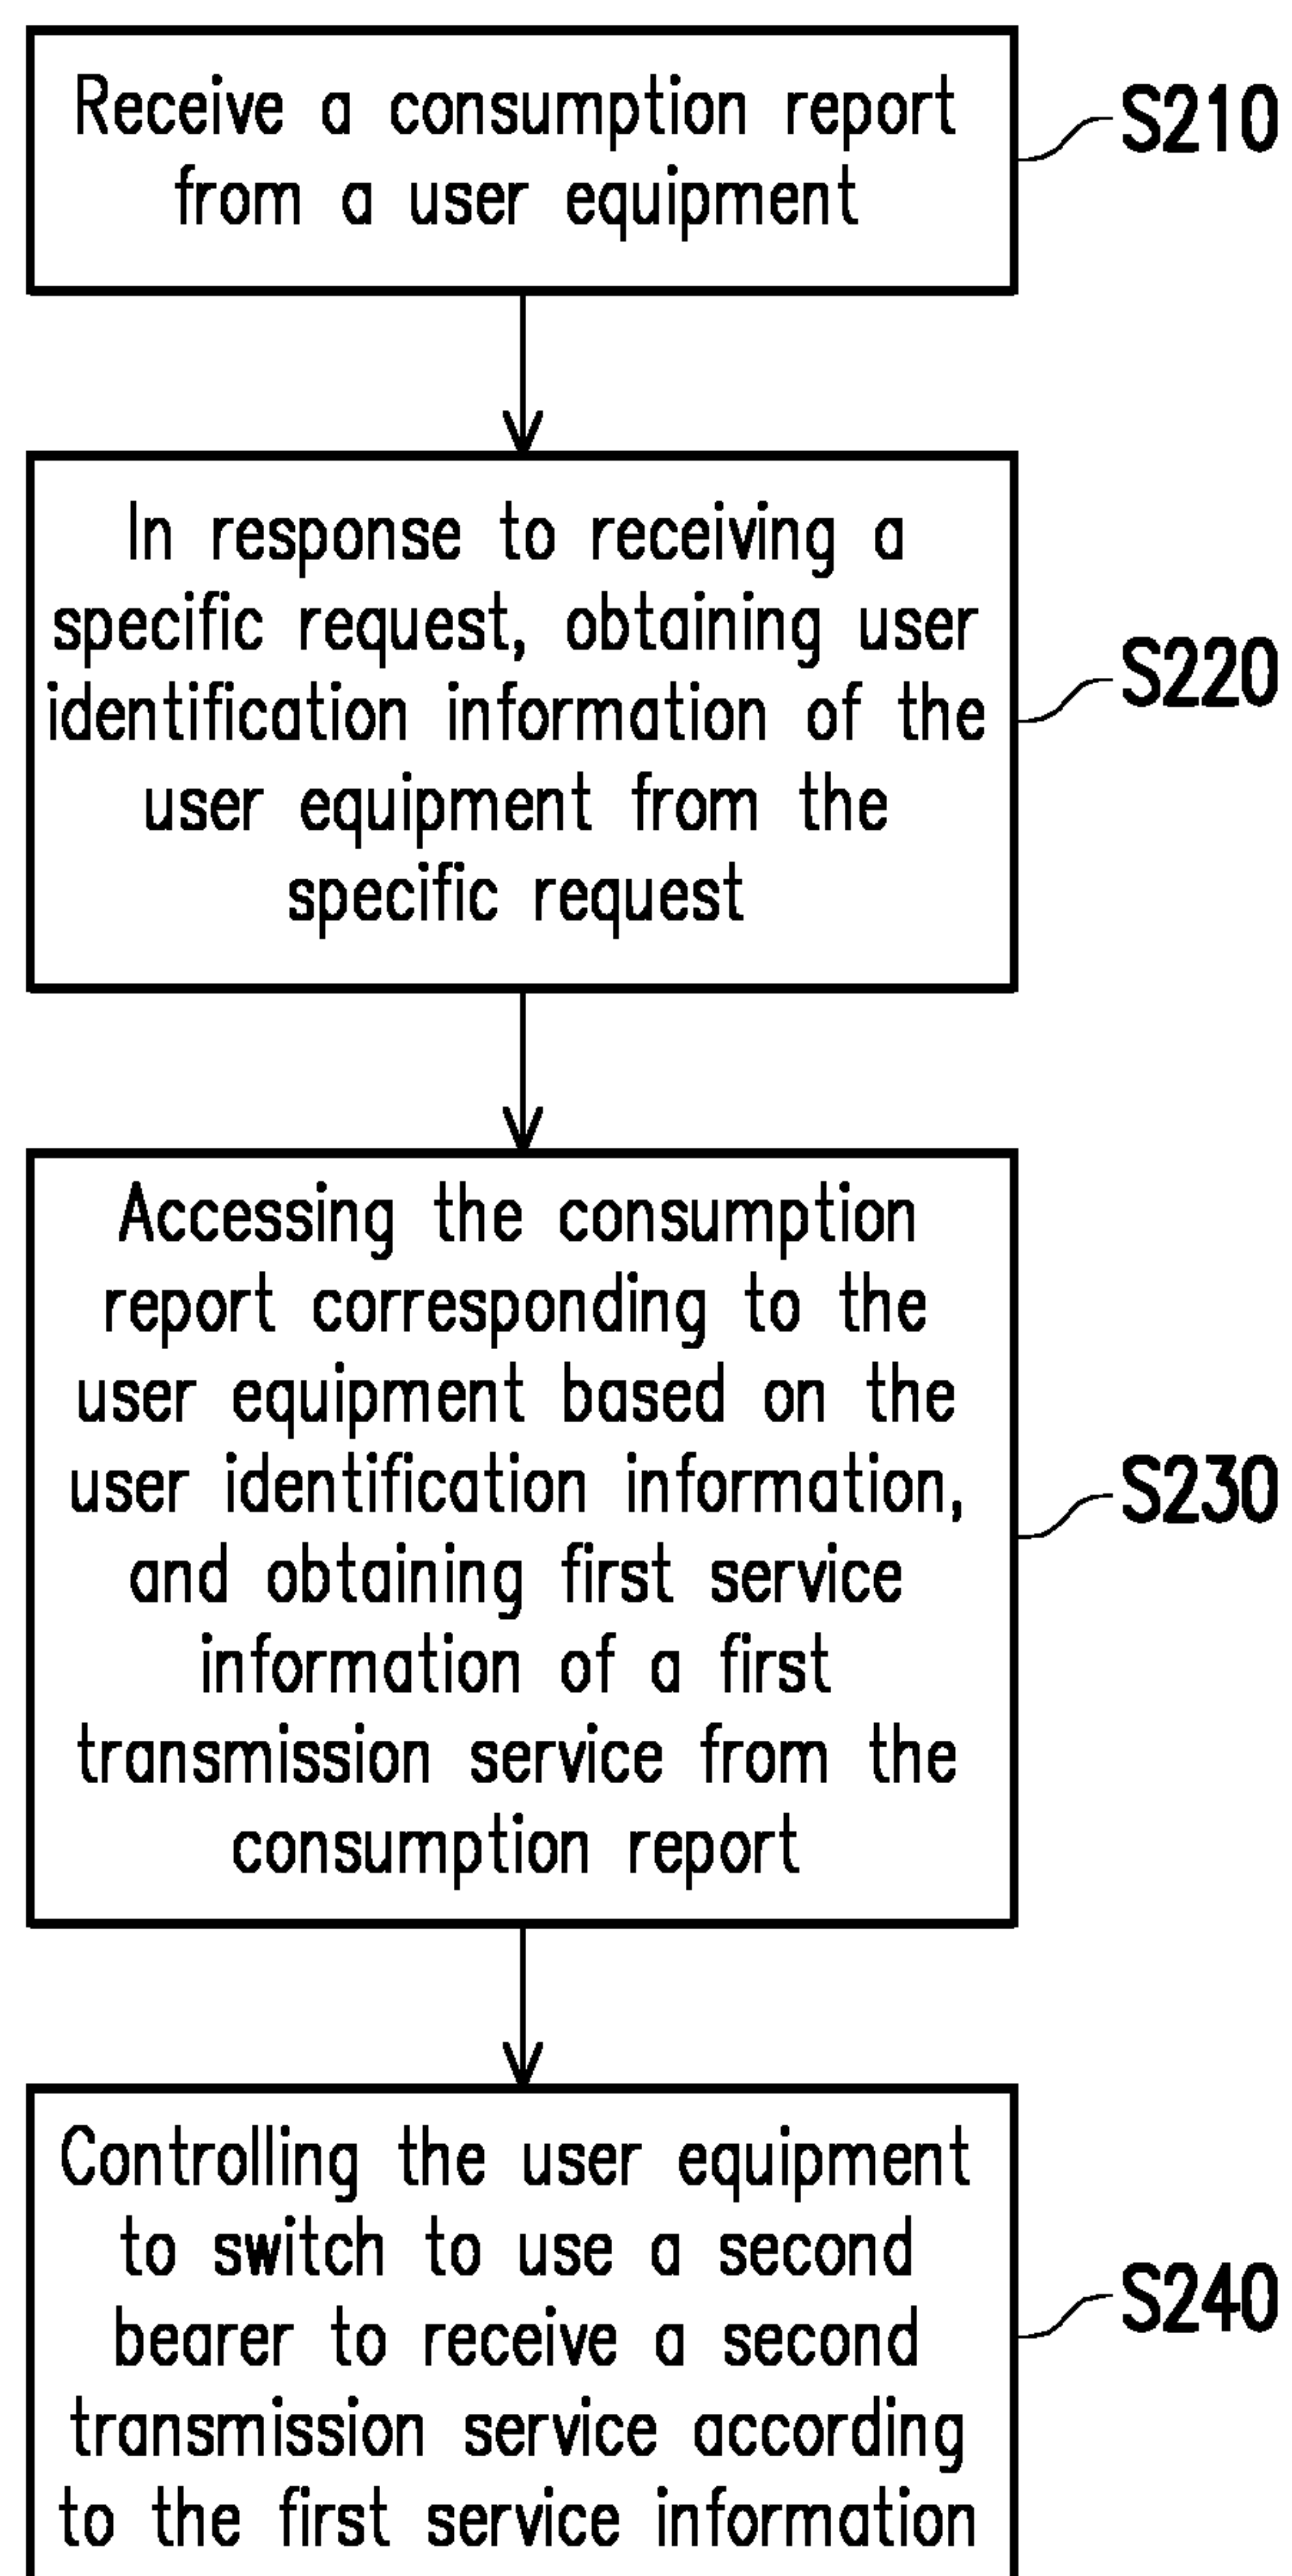 Receive a consumption report
from a user equipment
S210
In response to receiving a
specific request, obtaining user
identification information of the
user equipment from the
specific request
S220
Accessing the consumption
report corresponding to the
user equipment based on the
user identification information,
and obtaining first service
information of a first
transmission service from the
consumption report
S230
Controlling the user equipment
to switch to use a second
bearer to receive a second
transmission service according
to the first service information
S240